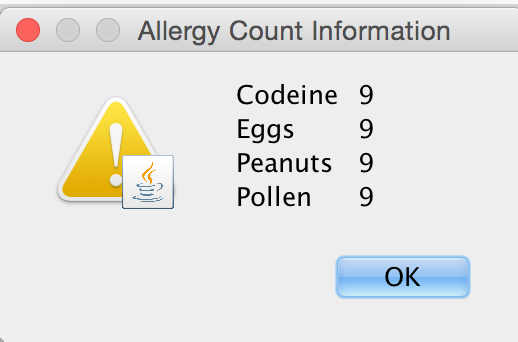 Allergy Count Information
Codeine 9
Eggs 9
Peanuts 9
Pollen 9
OK